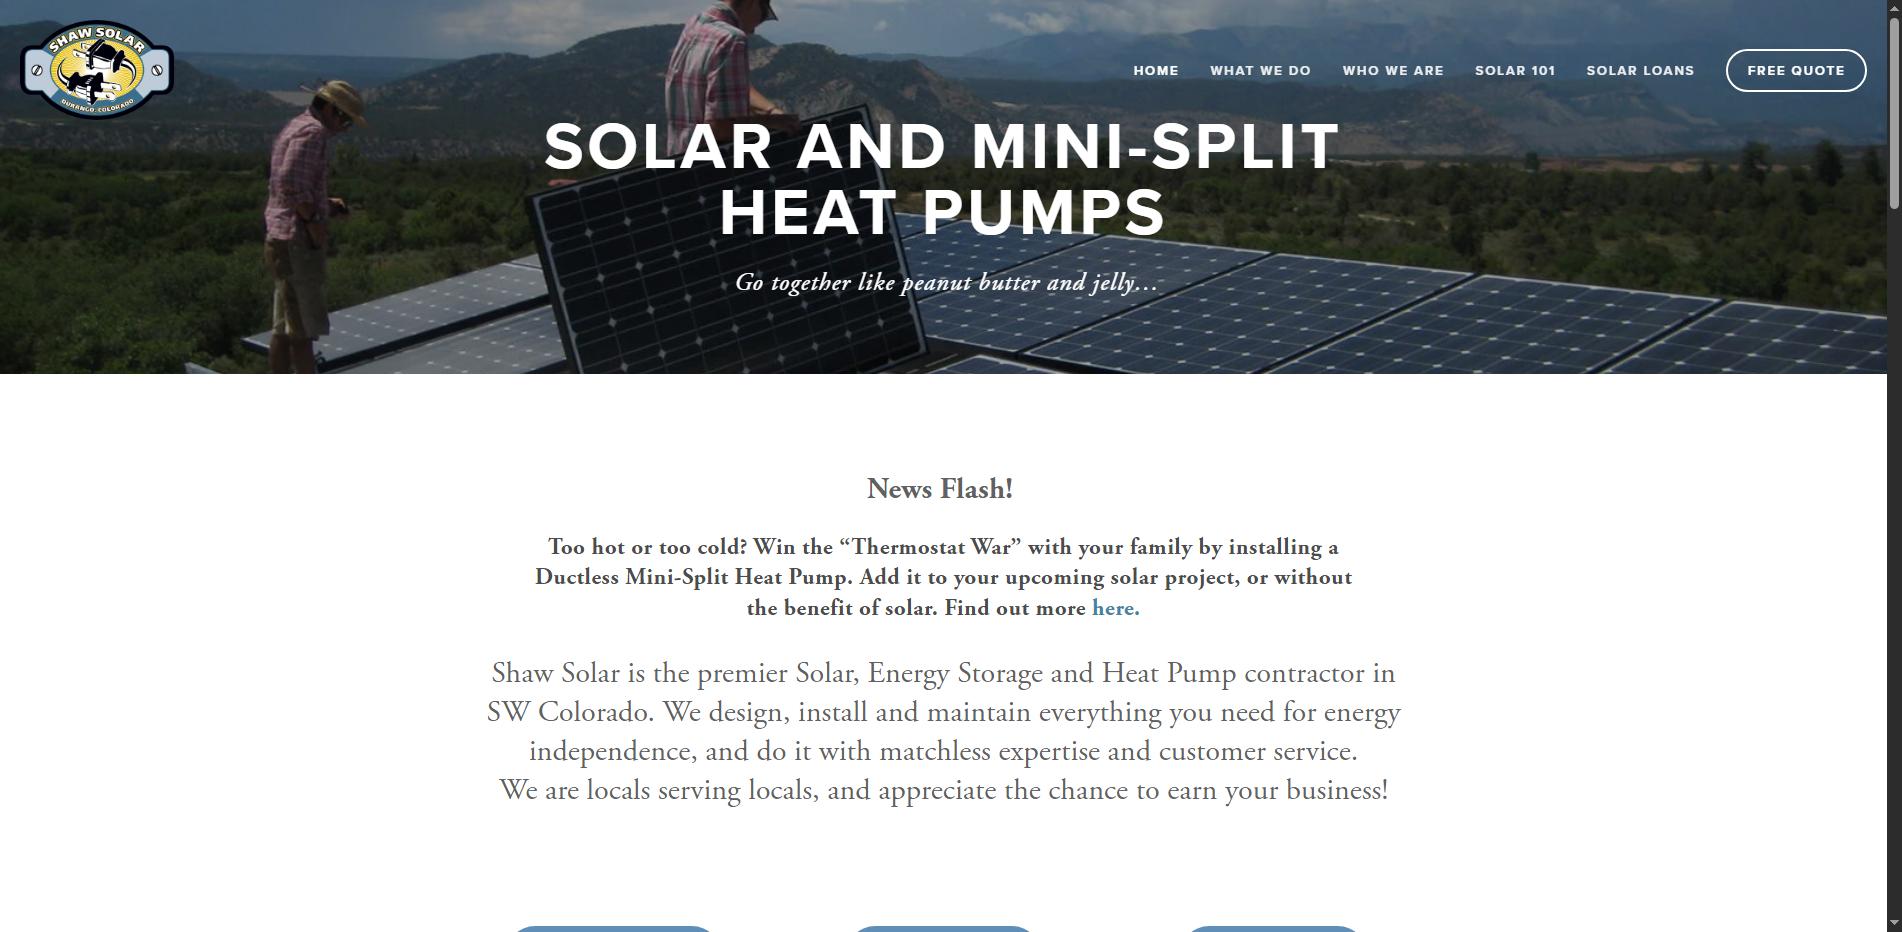 SHAW SOLAR
DURANGO, COLORADO
HOME
WHAT WE DO
WHO WE ARE
SOLAR 101
SOLAR LOANS
FREE QUOTE
SOLAR AND MINI-SPLIT
HEAT PUMPS
Go together like peanut butter and jelly...
News Flash!
Too hot or too cold? Win the “Thermostat War” with your family by installing a
Ductless Mini-Split Heat Pump. Add it to your upcoming solar project, or without
the benefit of solar. Find out more here.
Shaw Solar is the premier Solar, Energy Storage and Heat Pump contractor in
SW Colorado. We design, install and maintain everything you need for energy
independence, and do it with matchless expertise and customer service.
We are locals serving locals, and appreciate the chance to earn your business!